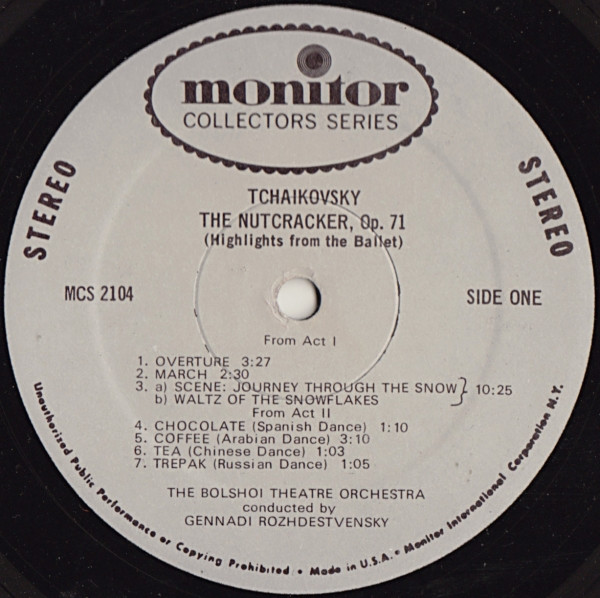 monitor
COLLECTORS SERIES
STEREO
STEREO
TCHAIKOVSKY
THE NUTCRACKER, Op. 71
(Highlights from the Ballet)
MCS 2104
SIDE ONE
From Act I
1. OVERTURE 3:27
2. MARCH 2:30
3. a) SCENE: JOURNEY THROUGH THE SNOW
b) WALTZ OF THE SNOWFLAKES } 10:25
From Act II
4. CHOCOLATE (Spanish Dance) 1:10
5. COFFEE (Arabian Dance) 3:10
6. TEA (Chinese Dance) 1:03
7. TREPAK (Russian Dance) 1:05
THE BOLSHOI THEATRE ORCHESTRA
conducted by
GENNADI ROZHDESTVENSKY
Unauthorized Public Performance or Copying Prohibited • Made in U.S.A. • Monitor International Corporation N.Y.